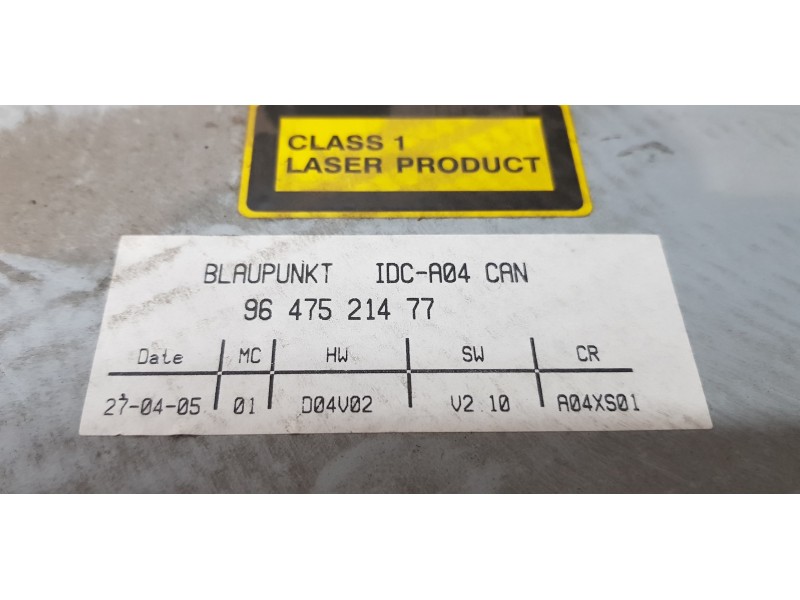 CLASS 1
LASER PRODUCT
BLAUPUNKT IDC-A04 CAN
96 475 214 77
Date MC HW SW CR
27-04-05 01 D04V02 V2.10 A04XS01